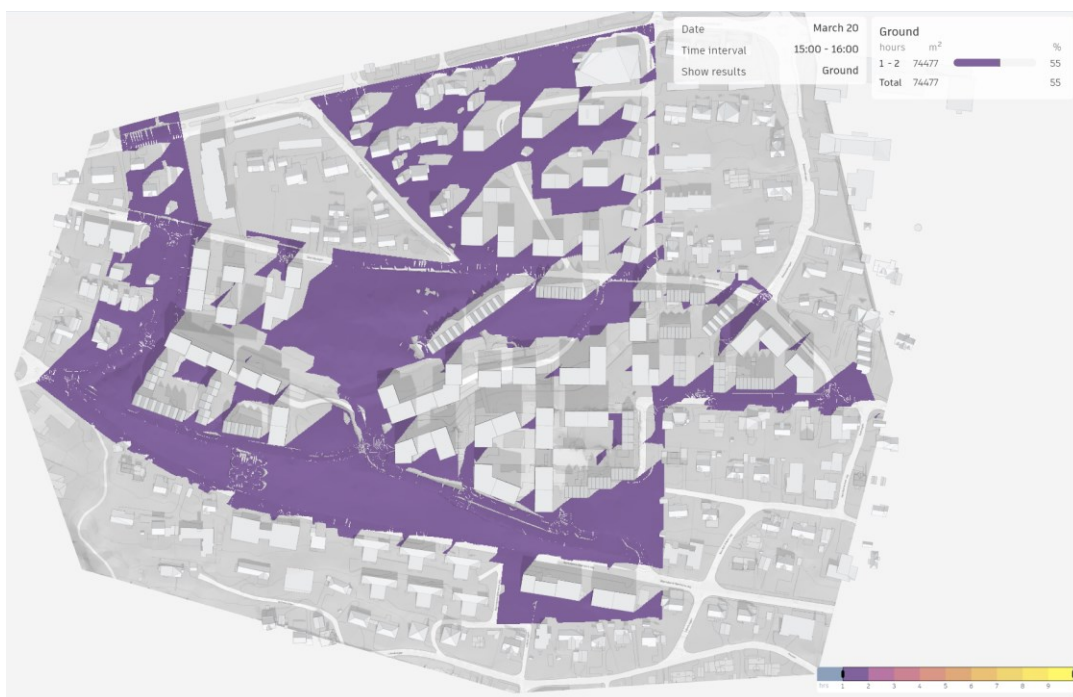 Date March 20
Time interval 15:00 - 16:00
Show results Ground
Ground
hours m² %
1 - 2 74477 55
Total 74477 55
hrs 1 2 3 4 5 6 7 8 9